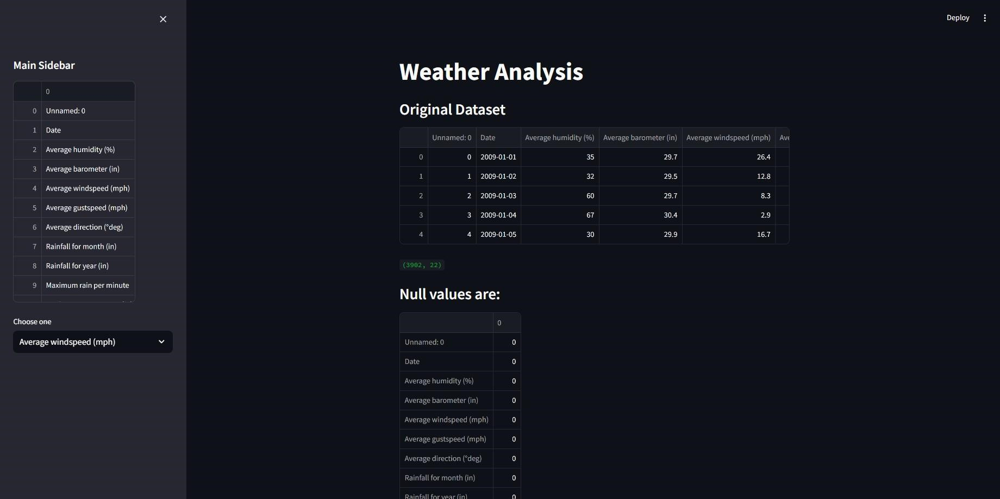 Deploy
Main Sidebar
0
0 Unnamed: 0
1 Date
2 Average humidity (%)
3 Average barometer (in)
4 Average windspeed (mph)
5 Average gustspeed (mph)
6 Average direction (°deg)
7 Rainfall for month (in)
8 Rainfall for year (in)
9 Maximum rain per minute
Choose one
Average windspeed (mph)
Weather Analysis
Original Dataset
Unnamed: 0 Date Average humidity (%) Average barometer (in) Average windspeed (mph) Ave
0 0 2009-01-01 35 29.7 26.4
1 1 2009-01-02 32 29.5 12.8
2 2 2009-01-03 60 29.7 8.3
3 3 2009-01-04 67 30.4 2.9
4 4 2009-01-05 30 29.9 16.7
(3902, 22)
Null values are:
0
Unnamed: 0 0
Date 0
Average humidity (%) 0
Average barometer (in) 0
Average windspeed (mph) 0
Average gustspeed (mph) 0
Average direction (°deg) 0
Rainfall for month (in) 0
Rainfall for year (in) 0